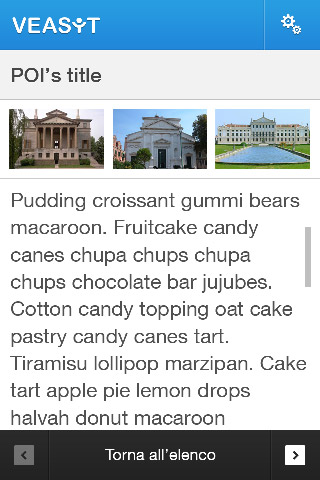 VEASYT
POI's title
Pudding croissant gummi bears
macaroon. Fruitcake candy
canes chupa chups chupa
chups chocolate bar jujubes.
Cotton candy topping oat cake
pastry candy canes tart.
Tiramisu lollipop marzipan. Cake
tart apple pie lemon drops
halvah donut macaroon
Torna all'elenco